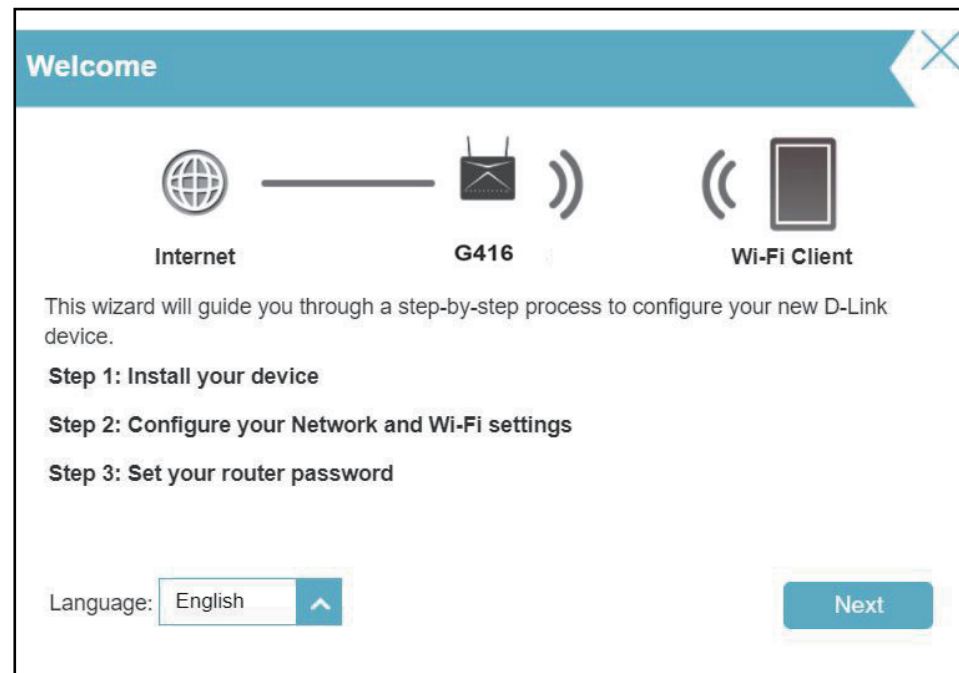 Welcome
Internet
G416
Wi-Fi Client
This wizard will guide you through a step-by-step process to configure your new D-Link
device.
Step 1: Install your device
Step 2: Configure your Network and Wi-Fi settings
Step 3: Set your router password
Language: English
Next